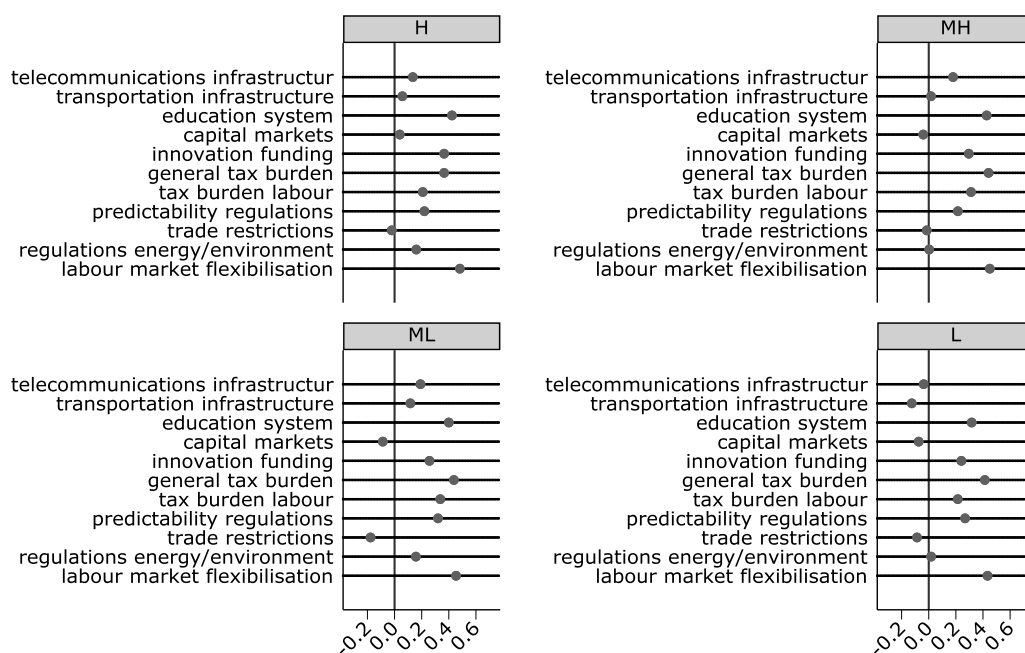 H
telecommunications infrastructur
transportation infrastructure
education system
capital markets
innovation funding
general tax burden
tax burden labour
predictability regulations
trade restrictions
regulations energy/environment
labour market flexibilisation
MH
telecommunications infrastructur
transportation infrastructure
education system
capital markets
innovation funding
general tax burden
tax burden labour
predictability regulations
trade restrictions
regulations energy/environment
labour market flexibilisation
ML
telecommunications infrastructur
transportation infrastructure
education system
capital markets
innovation funding
general tax burden
tax burden labour
predictability regulations
trade restrictions
regulations energy/environment
labour market flexibilisation
-0.2 0.0 0.2 0.4 0.6
L
telecommunications infrastructur
transportation infrastructure
education system
capital markets
innovation funding
general tax burden
tax burden labour
predictability regulations
trade restrictions
regulations energy/environment
labour market flexibilisation
-0.2 0.0 0.2 0.4 0.6